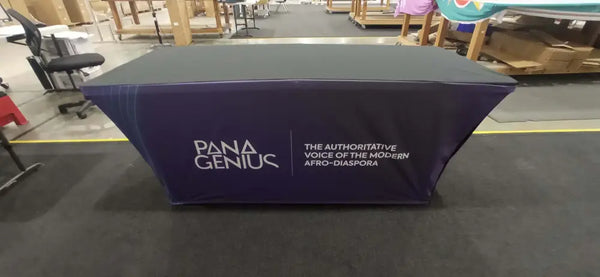 PANA
GENIUS
THE AUTHORITATIVE
VOICE OF THE MODERN
AFRO-DIASPORA